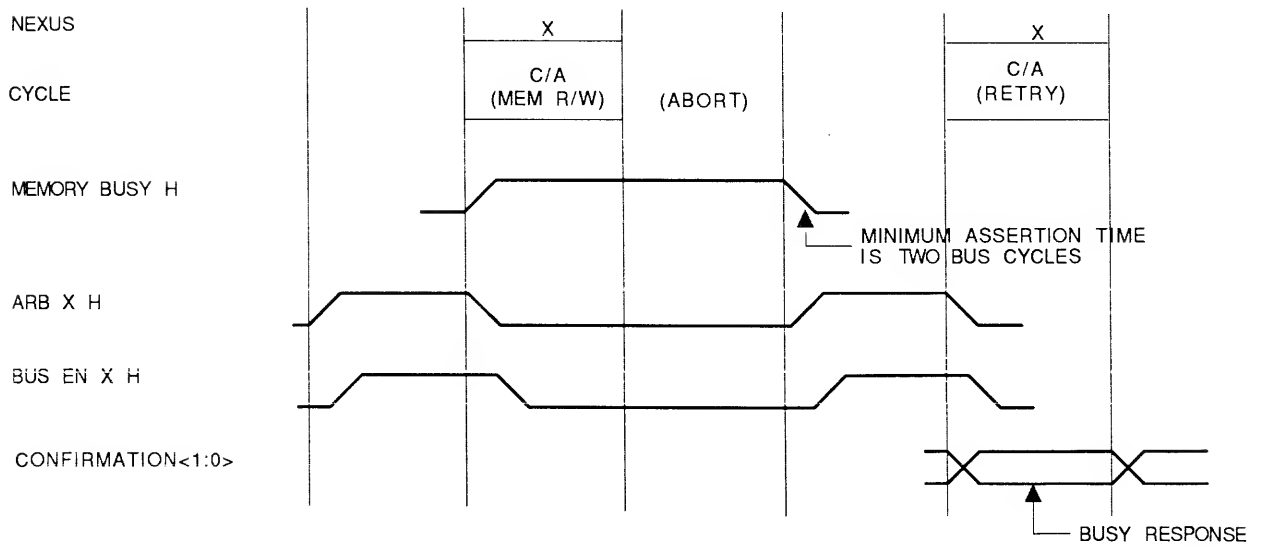 NEXUS
X
X
CYCLE
C/A
(MEM R/W)
(ABORT)
C/A
(RETRY)
MEMORY BUSY H
MINIMUM ASSERTION TIME
IS TWO BUS CYCLES
ARB X H
BUS EN X H
CONFIRMATION<1:0>
BUSY RESPONSE